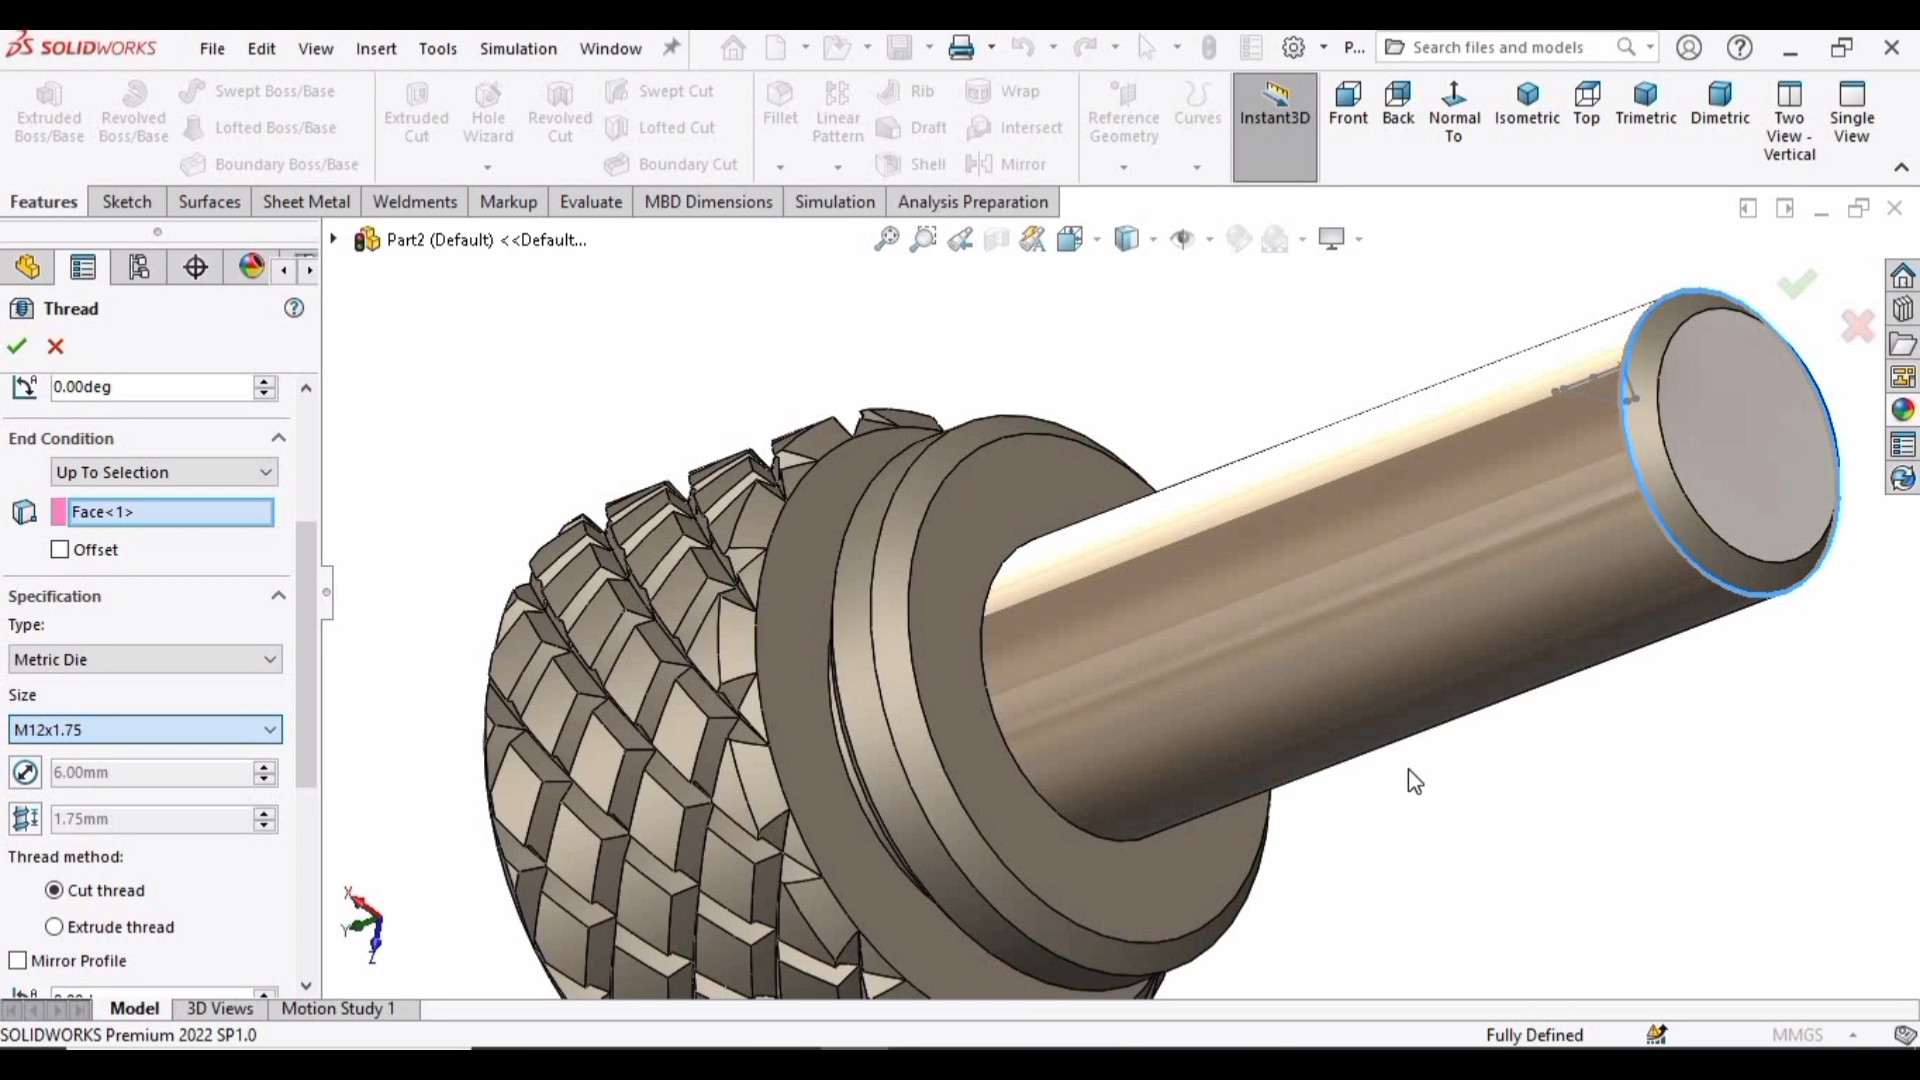 SOLIDWORKS File Edit View Insert Tools Simulation Window P... Search files and models
Extruded Boss/Base
Revolved Boss/Base
Swept Boss/Base
Lofted Boss/Base
Boundary Boss/Base
Extruded Cut
Hole Wizard
Revolved Cut
Swept Cut
Lofted Cut
Boundary Cut
Fillet
Linear Pattern
Rib
Draft
Shell
Wrap
Intersect
Mirror
Reference Geometry
Curves
Instant3D
Front
Back
Normal To
Isometric
Top
Trimetric
Dimetric
Two View - Vertical
Single View
Features Sketch Surfaces Sheet Metal Weldments Markup Evaluate MBD Dimensions Simulation Analysis Preparation
Part2 (Default) <<Default...
Thread
0.00deg
End Condition
Up To Selection
Face<1>
Offset
Specification
Type:
Metric Die
Size
M12x1.75
6.00mm
1.75mm
Thread method:
Cut thread
Extrude thread
Mirror Profile
X
Y
Z
Model 3D Views Motion Study 1
SOLIDWORKS Premium 2022 SP1.0 Fully Defined MMGS